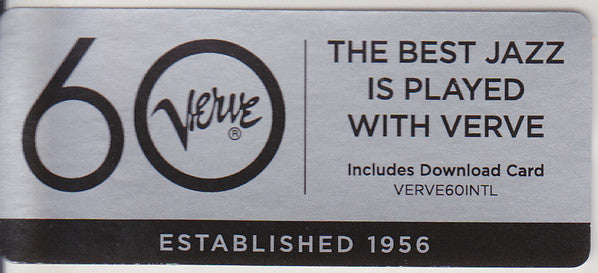 60
Verve®
THE BEST JAZZ
IS PLAYED
WITH VERVE
Includes Download Card
VERVE60INTL
ESTABLISHED 1956